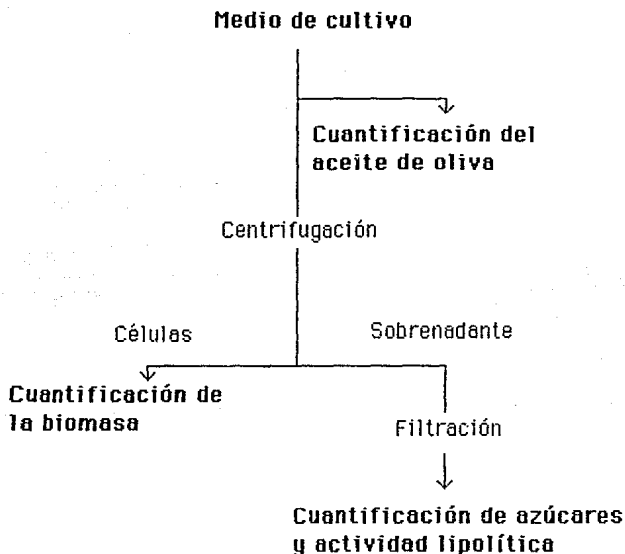 Medio de cultivo
Cuantificación del
aceite de oliva
Centrifugación
Células
Sobrenadante
Cuantificación de
la biomasa
Filtración
Cuantificación de azúcares
y actividad lipolítica